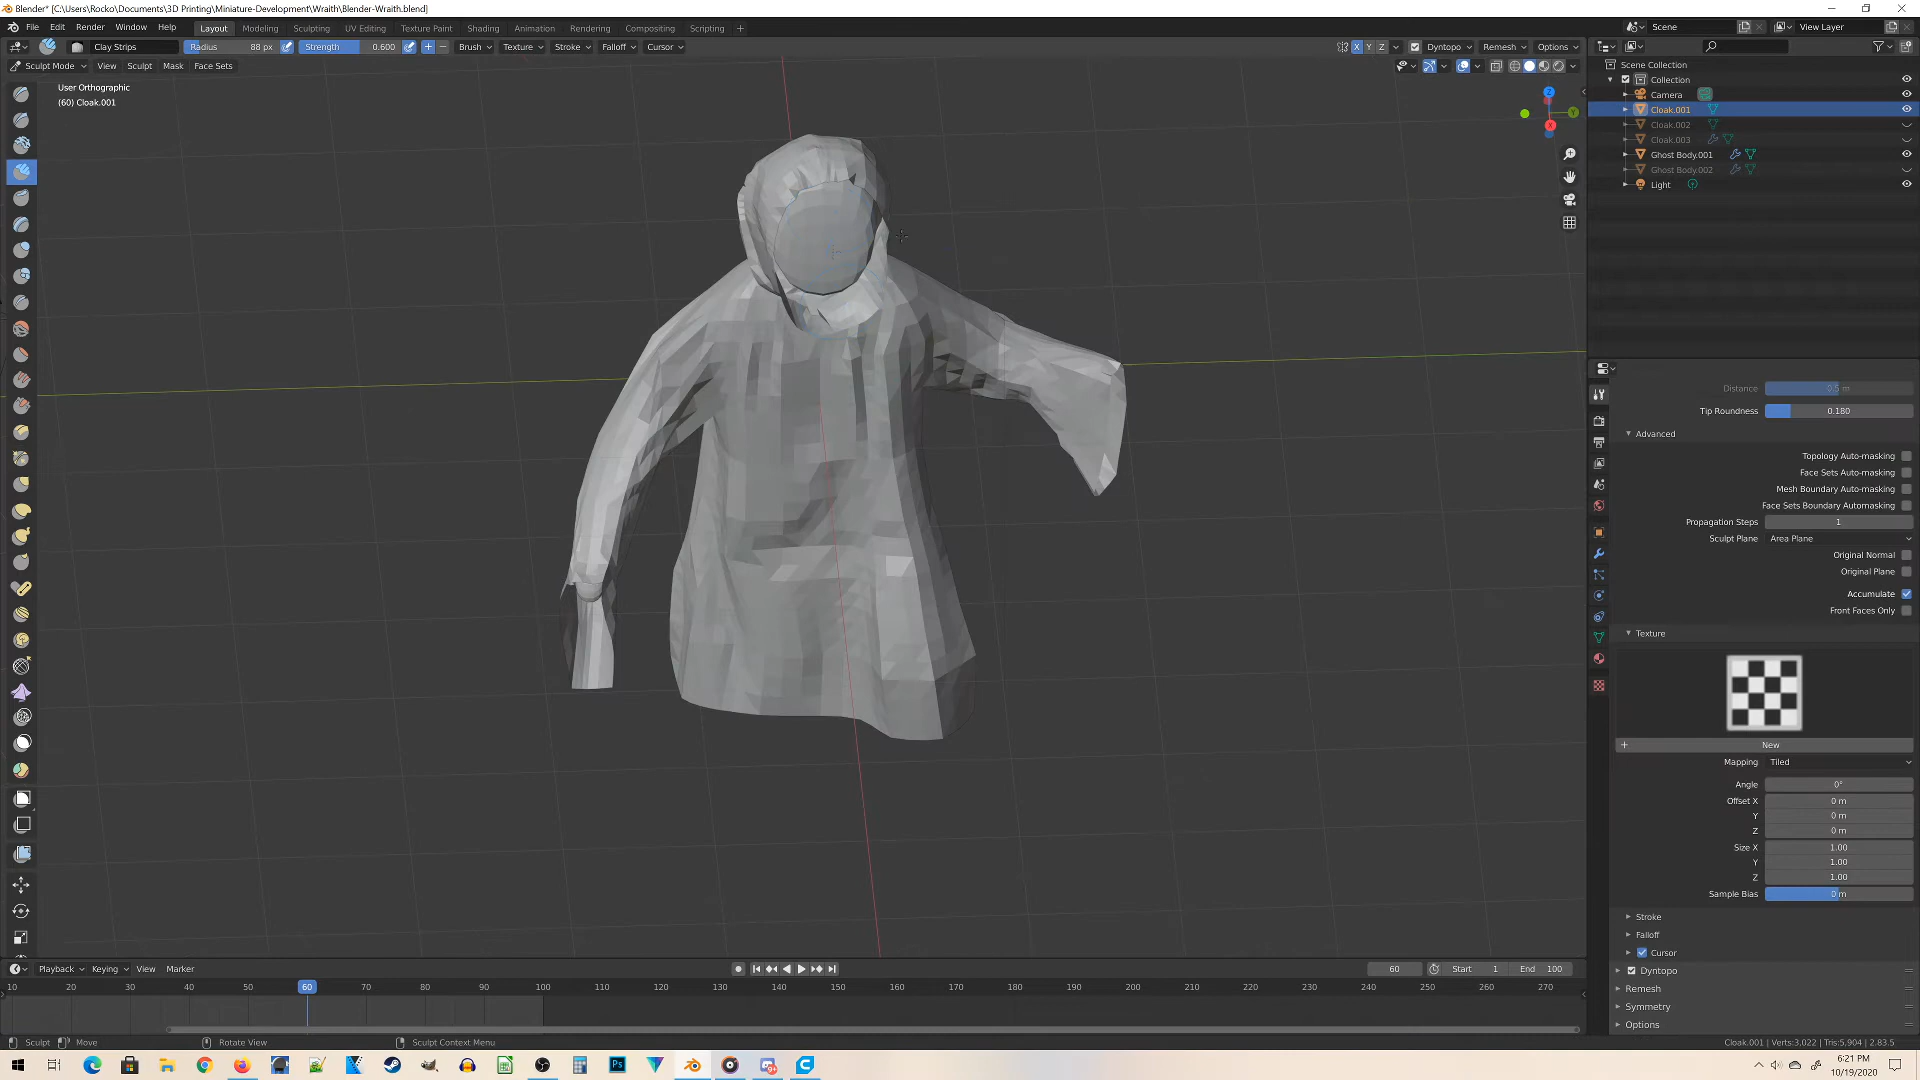 Blender* [C:\Users\Rocko\Documents\3D Printing\Miniature-Development\Wraith\Blender-Wraith.blend]
File Edit Render Window Help Layout Modeling Sculpting UV Editing Texture Paint Shading Animation Rendering Compositing Scripting + Scene View Layer
Clay Strips Radius 88 px Strength 0.600 Brush Texture Stroke Falloff Cursor X Y Z Dyntopo Remesh Options
Sculpt Mode View Sculpt Mask Face Sets
User Orthographic
(60) Cloak.001
Scene Collection
Collection
Camera
Cloak.001
Cloak.002
Cloak.003
Ghost Body.001
Ghost Body.002
Light
Z
Y
X
Distance 0.5 m
Tip Roundness 0.180
Advanced
Topology Auto-masking
Face Sets Auto-masking
Mesh Boundary Auto-masking
Face Sets Boundary Automasking
Propagation Steps 1
Sculpt Plane Area Plane
Original Normal
Original Plane
Accumulate
Front Faces Only
Texture
New
Mapping Tiled
Angle 0°
Offset X 0 m
Y 0 m
Z 0 m
Size X 1.00
Y 1.00
Z 1.00
Sample Bias 0 m
Stroke
Falloff
Cursor
Dyntopo
Remesh
Symmetry
Options
Playback Keying View Marker 60 Start 1 End 100
10 20 30 40 50 60 70 80 90 100 110 120 130 140 150 160 170 180 190 200 210 220 230 240 250 260 270
Sculpt Move Rotate View Sculpt Context Menu Cloak.001 | Verts:3,022 | Tris:5,904 | 2.83.5
Ps 9+ 6:21 PM
10/19/2020